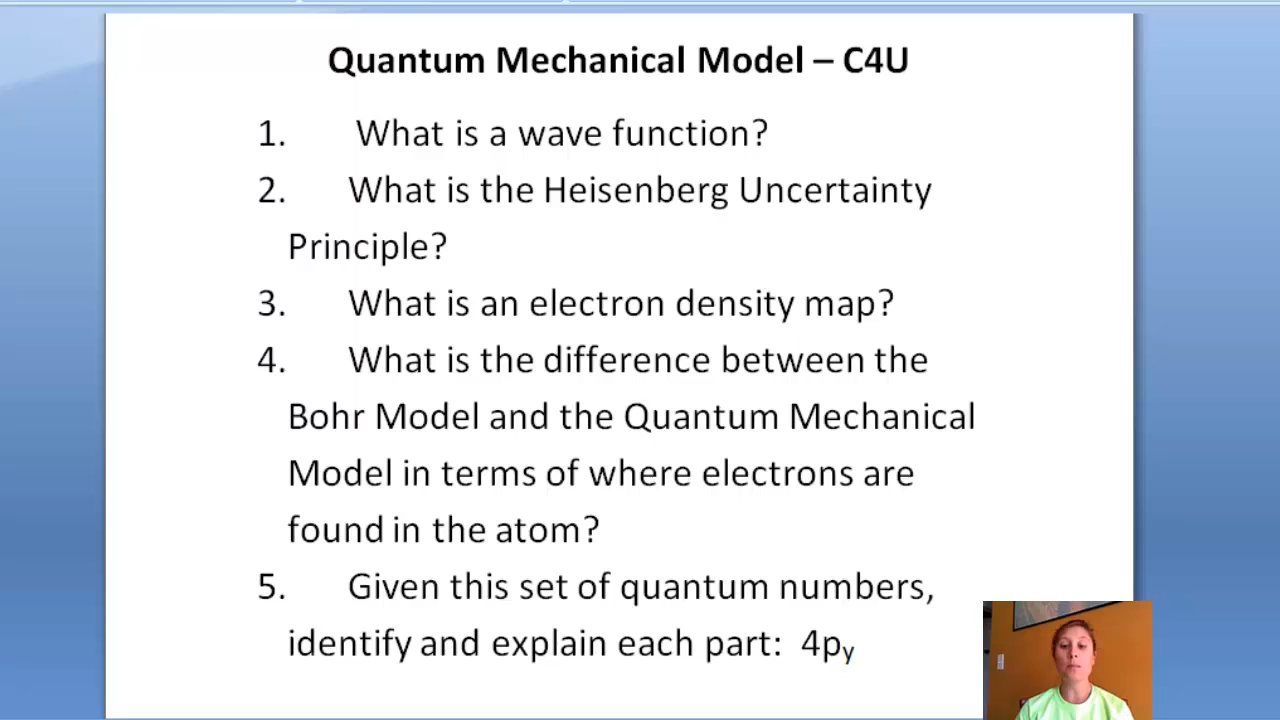 Quantum Mechanical Model – C4U
1. What is a wave function?
2. What is the Heisenberg Uncertainty
Principle?
3. What is an electron density map?
4. What is the difference between the
Bohr Model and the Quantum Mechanical
Model in terms of where electrons are
found in the atom?
5. Given this set of quantum numbers,
identify and explain each part: 4py